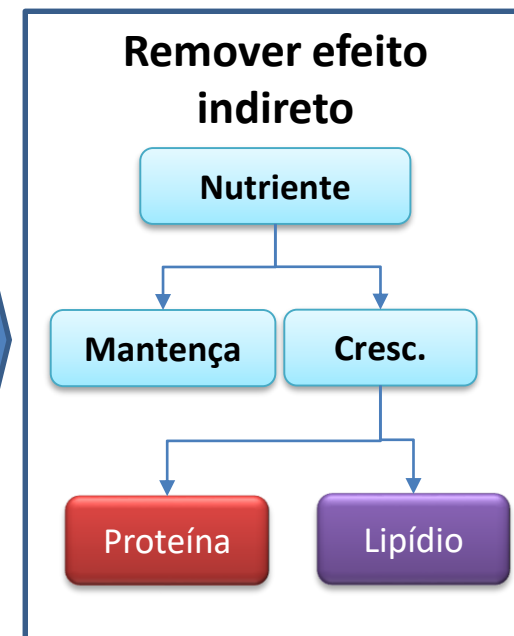 Remover efeito
indireto
Nutriente
Mantença
Cresc.
Proteína
Lipídio